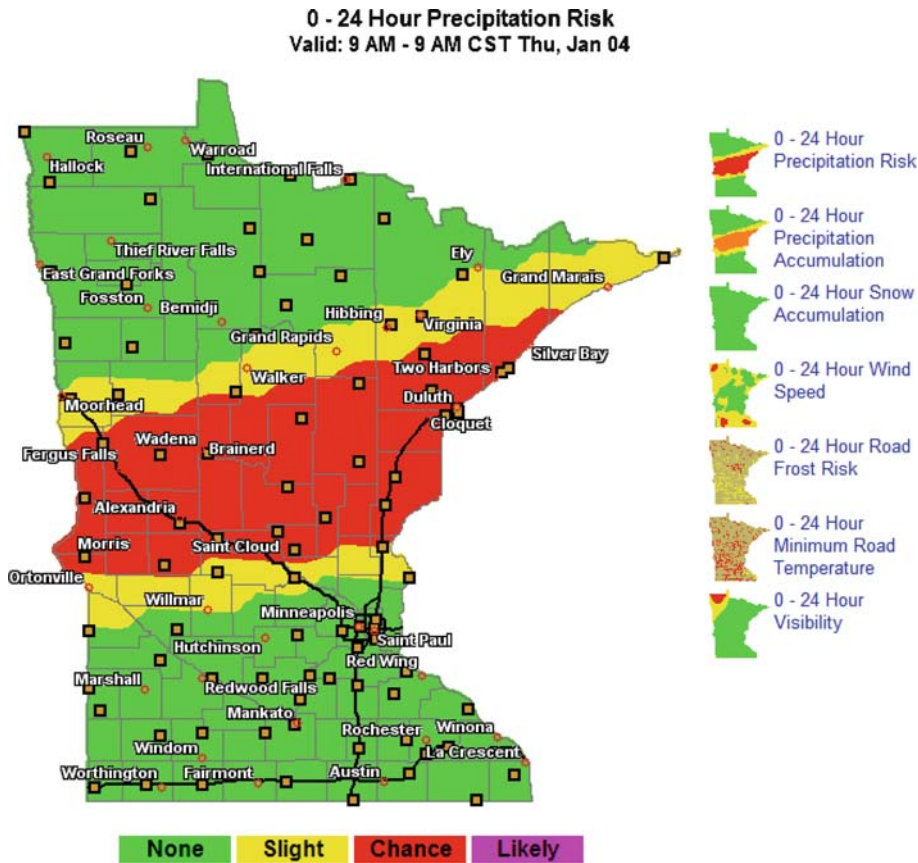 0 - 24 Hour Precipitation Risk
Valid: 9 AM - 9 AM CST Thu, Jan 04
Roseau
Warroad
Hallock
International Falls
Thief River Falls
East Grand Forks
Ely
Grand Marais
Fosston
Bemidji
Hibbing
Virginia
Grand Rapids
Silver Bay
Two Harbors
Walker
Duluth
Moorhead
Cloquet
Wadena
Brainerd
Fergus Falls
Alexandria
Morris
Saint Cloud
Ortonville
Willmar
Minneapolis
Saint Paul
Hutchinson
Red Wing
Marshall
Redwood Falls
Mankato
Rochester
Winona
Windom
La Crescent
Worthington
Fairmont
Austin
0 - 24 Hour
Precipitation Risk
0 - 24 Hour
Precipitation
Accumulation
0 - 24 Hour Snow
Accumulation
0 - 24 Hour Wind
Speed
0 - 24 Hour Road
Frost Risk
0 - 24 Hour
Minimum Road
Temperature
0 - 24 Hour
Visibility
None
Slight
Chance
Likely